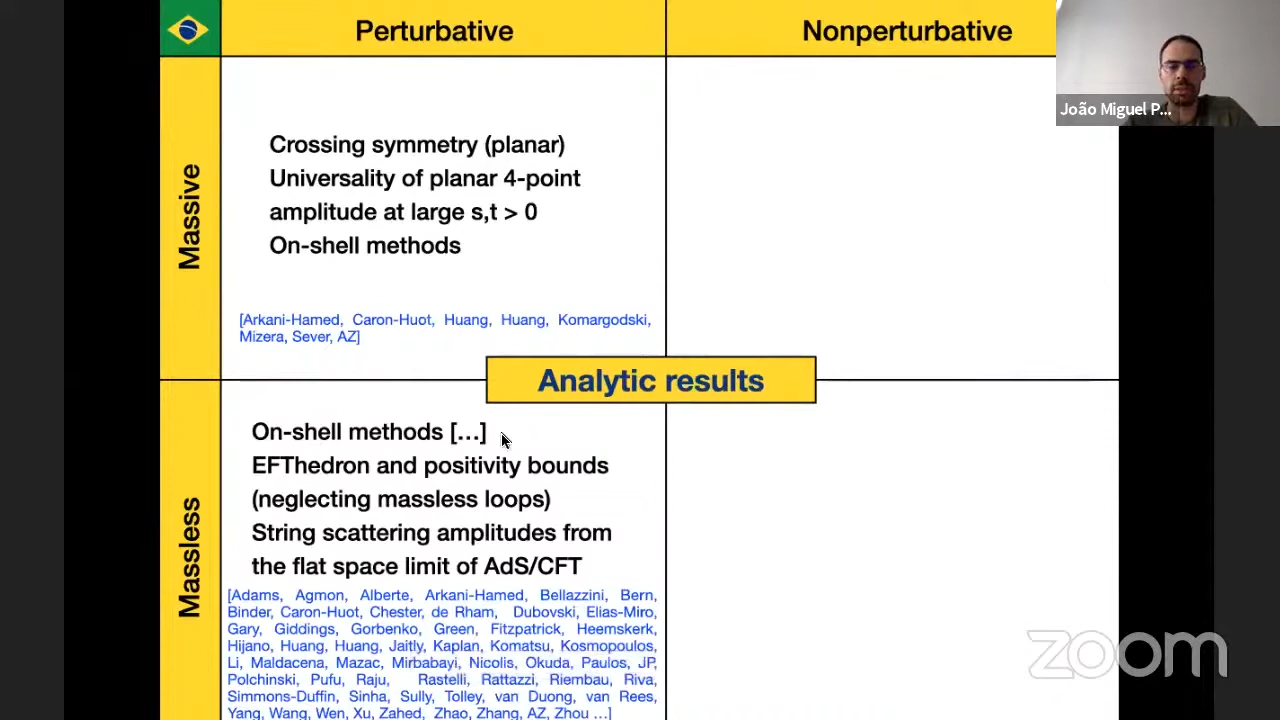 Perturbative
Nonperturbative
João Miguel P...
Massive
Crossing symmetry (planar)
Universality of planar 4-point
amplitude at large s,t > 0
On-shell methods
[Arkani-Hamed, Caron-Huot, Huang, Huang, Komargodski,
Mizera, Sever, AZ]
Analytic results
Massless
On-shell methods […]
EFThedron and positivity bounds
(neglecting massless loops)
String scattering amplitudes from
the flat space limit of AdS/CFT
[Adams, Agmon, Alberte, Arkani-Hamed, Bellazzini, Bern,
Binder, Caron-Huot, Chester, de Rham, Dubovski, Elias-Miro,
Gary, Giddings, Gorbenko, Green, Fitzpatrick, Heemskerk,
Hijano, Huang, Huang, Jaitly, Kaplan, Komatsu, Kosmopoulos,
Li, Maldacena, Mazac, Mirbabayi, Nicolis, Okuda, Paulos, JP,
Polchinski, Pufu, Raju, Rastelli, Rattazzi, Riembau, Riva,
Simmons-Duffin, Sinha, Sully, Tolley, van Duong, van Rees,
Yang, Wang, Wen, Xu, Zahed, Zhao, Zhang, AZ, Zhou …]
zoom